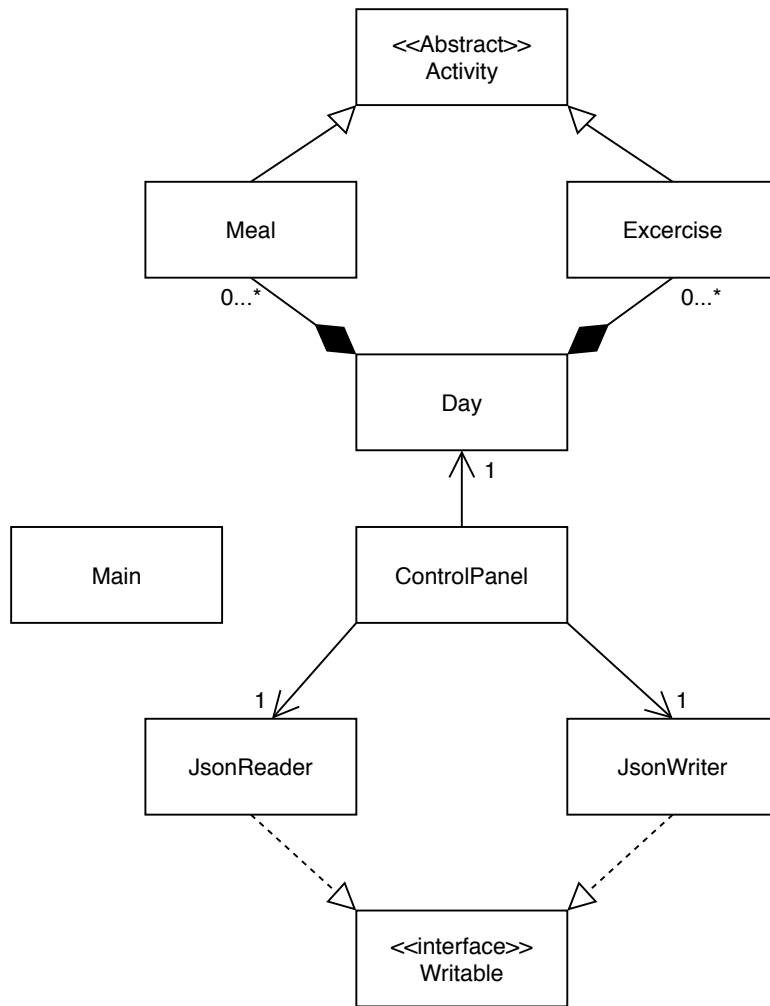 <<Abstract>>
Activity
Meal
Excercise
0...*
0...*
Day
1
Main
ControlPanel
1
1
JsonReader
JsonWriter
<<interface>>
Writable